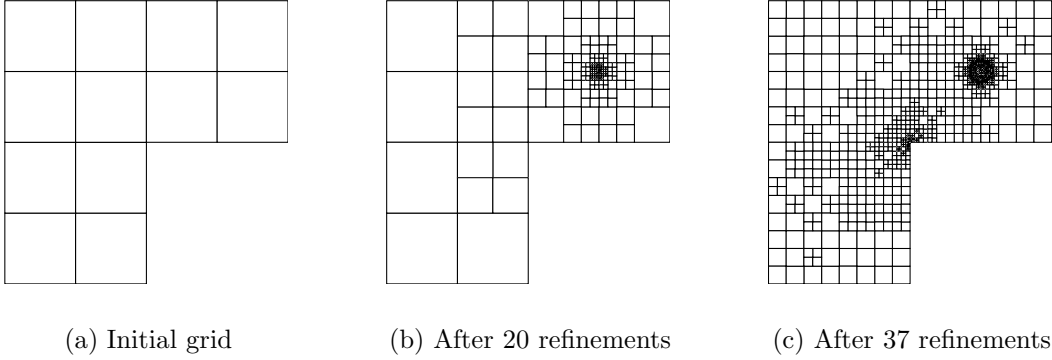 (a) Initial grid
(b) After 20 refinements
(c) After 37 refinements